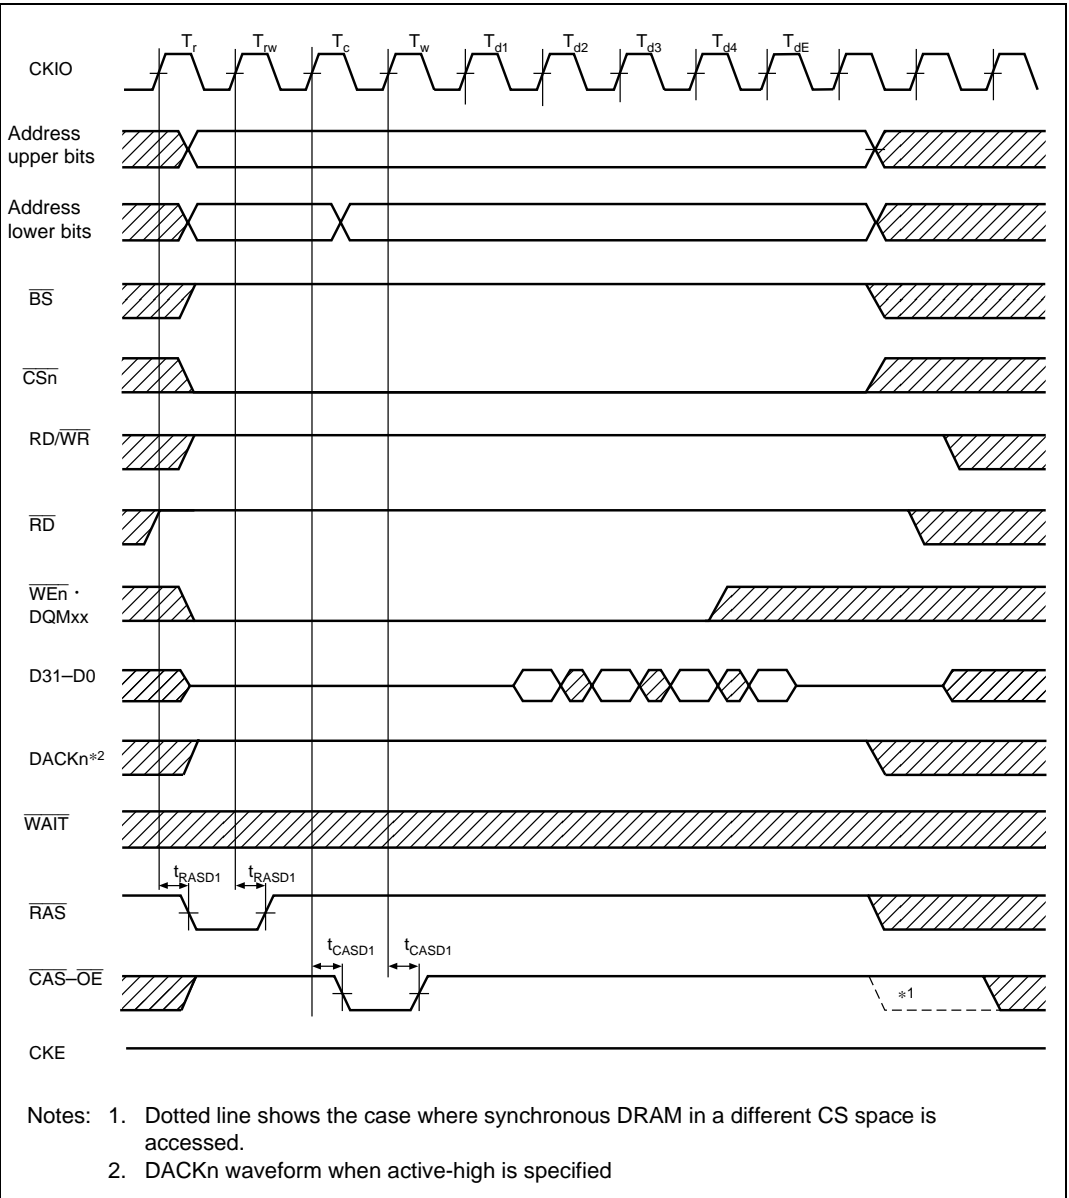 Tr Trw Tc Tw Td1 Td2 Td3 Td4 TdE
CKIO
Address
upper bits
Address
lower bits
BS
CSn
RD/WR
RD
WEn・
DQMxx
D31–D0
DACKn*2
WAIT
tRASD1 tRASD1
RAS
tCASD1 tCASD1
CAS–OE
*1
CKE
Notes: 1. Dotted line shows the case where synchronous DRAM in a different CS space is
accessed.
2. DACKn waveform when active-high is specified